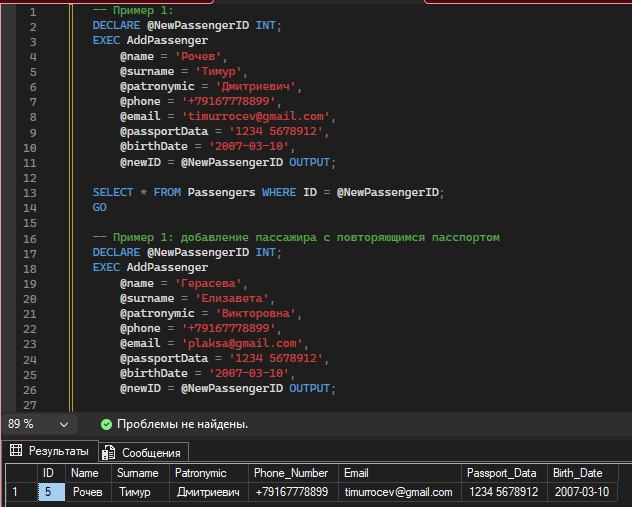 1 -- Пример 1:
2 DECLARE @NewPassengerID INT;
3 EXEC AddPassenger
4 @name = 'Рочев',
5 @surname = 'Тимур',
6 @patronymic = 'Дмитриевич',
7 @phone = '+79167778899',
8 @email = 'timurrocev@gmail.com',
9 @passportData = '1234 5678912',
10 @birthDate = '2007-03-10',
11 @newID = @NewPassengerID OUTPUT;
12
13 SELECT * FROM Passengers WHERE ID = @NewPassengerID;
14 GO
15
16 -- Пример 1: добавление пассажира с повторяющимся пасспортом
17 DECLARE @NewPassengerID INT;
18 EXEC AddPassenger
19 @name = 'Герасева',
20 @surname = 'Елизавета',
21 @patronymic = 'Викторовна',
22 @phone = '+79167778899',
23 @email = 'plaksa@gmail.com',
24 @passportData = '1234 5678912',
25 @birthDate = '2007-03-10',
26 @newID = @NewPassengerID OUTPUT;
27
89 % Проблемы не найдены.
Результаты Сообщения
ID Name Surname Patronymic Phone_Number Email Passport_Data Birth_Date
1 5 Рочев Тимур Дмитриевич +79167778899 timurrocev@gmail.com 1234 5678912 2007-03-10